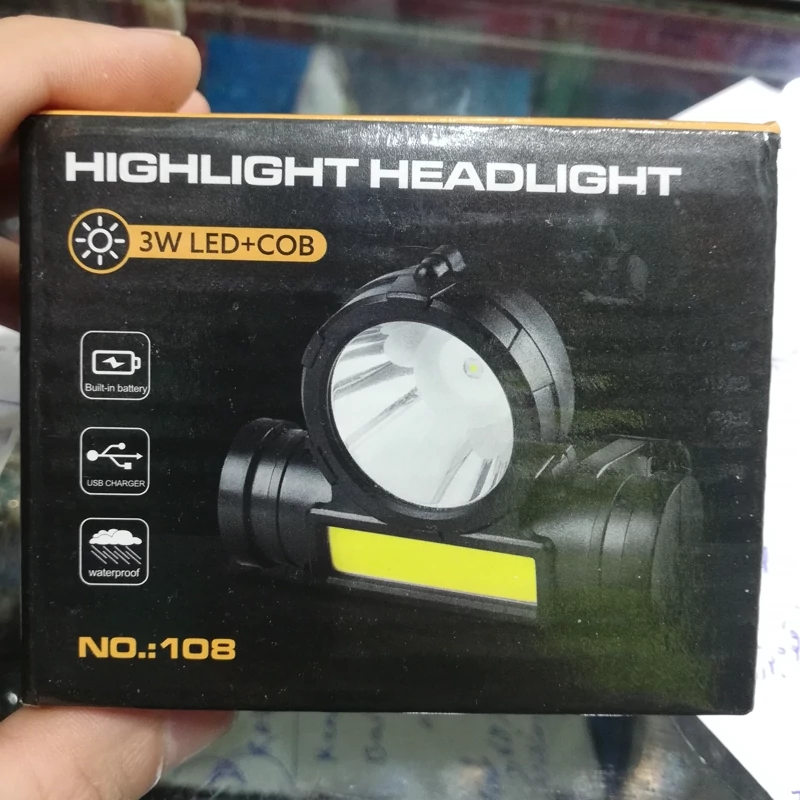 HIGHLIGHT HEADLIGHT
3W LED+COB
Built-in battery
USB CHARGER
waterproof
NO.:108